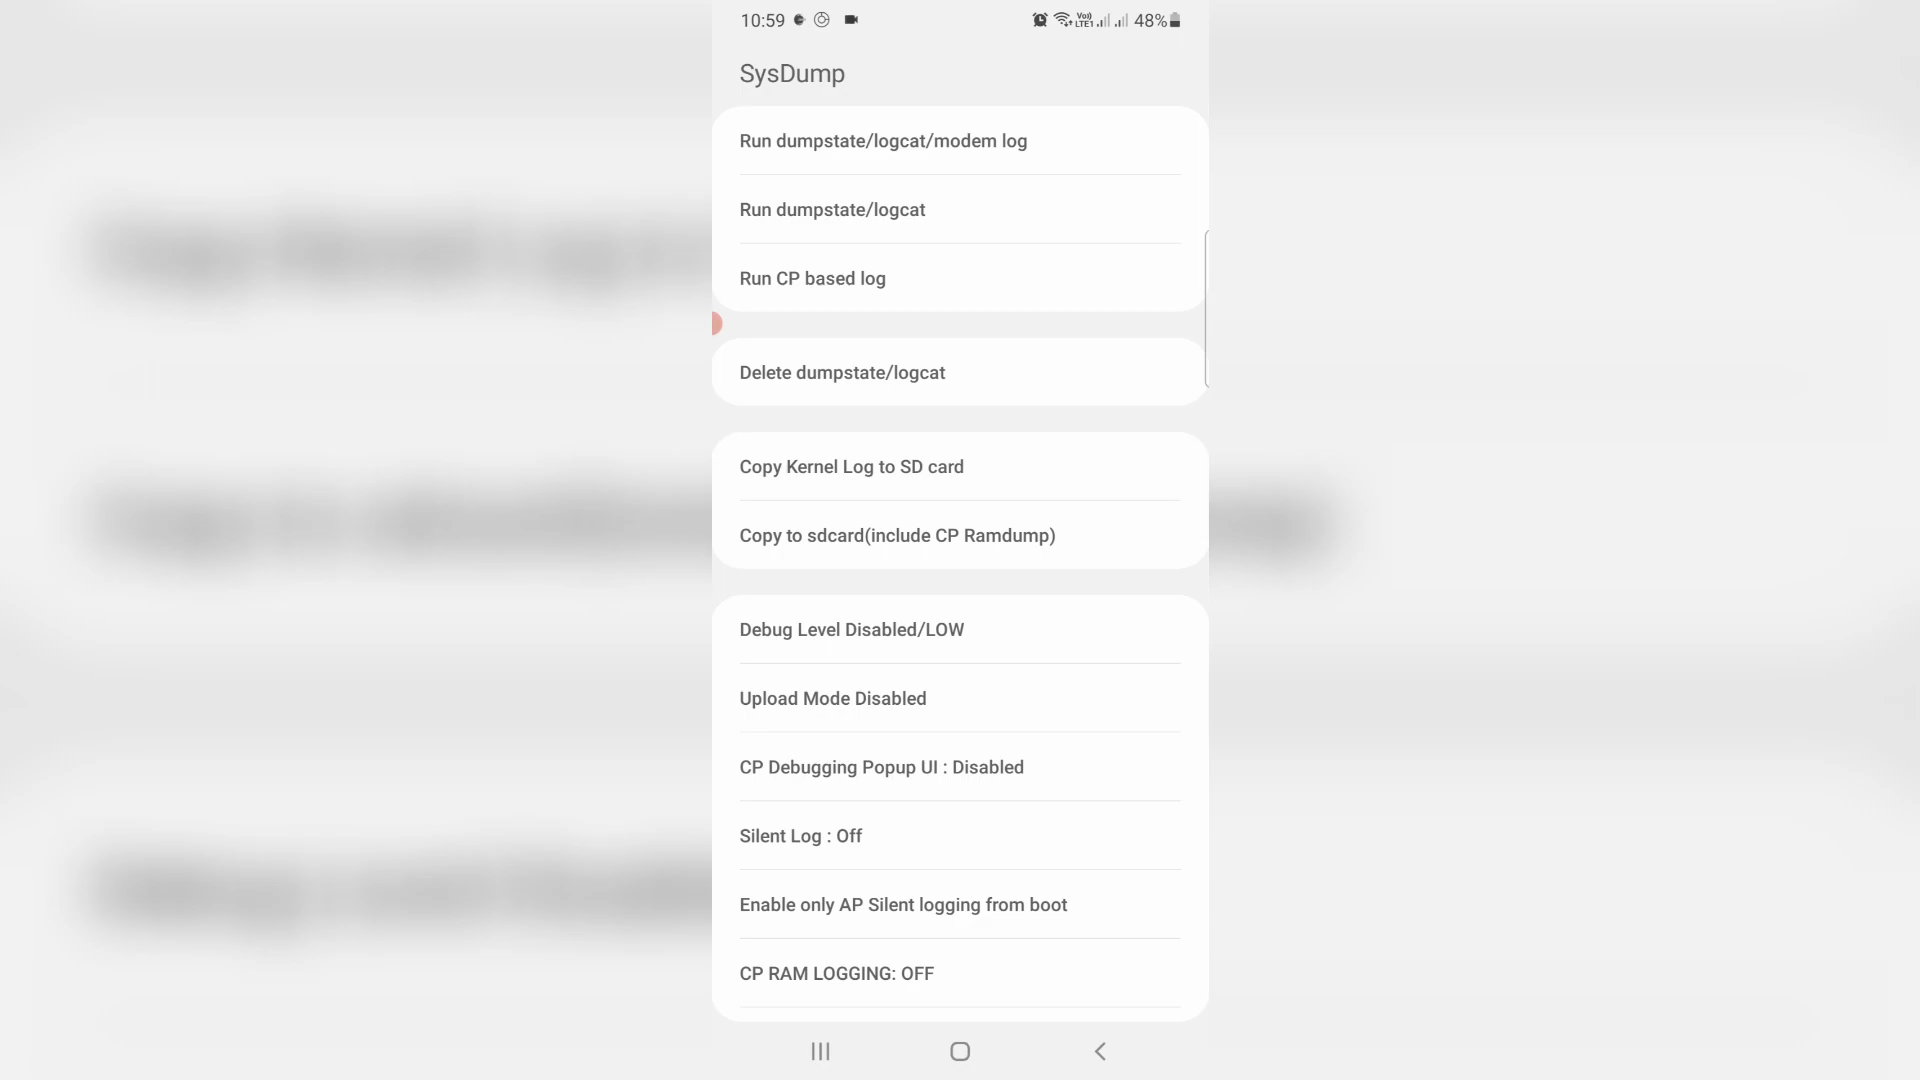 10:59 Vo) LTE1 48%
SysDump
Run dumpstate/logcat/modem log
Run dumpstate/logcat
Run CP based log
Delete dumpstate/logcat
Copy Kernel Log to SD card
Copy to sdcard(include CP Ramdump)
Debug Level Disabled/LOW
Upload Mode Disabled
CP Debugging Popup UI : Disabled
Silent Log : Off
Enable only AP Silent logging from boot
CP RAM LOGGING: OFF